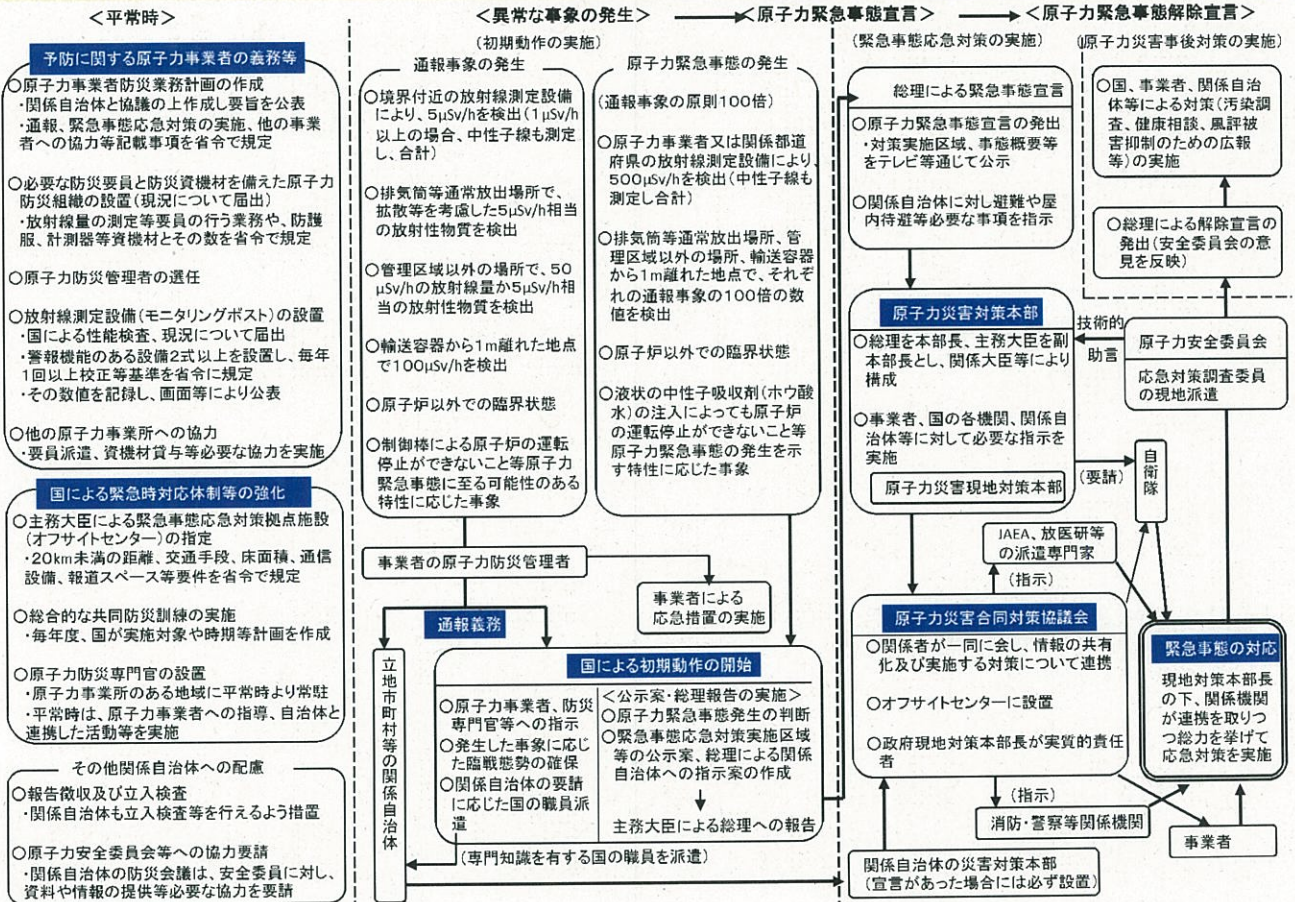 ＜平常時＞
予防に関する原子力事業者の義務等
○原子力事業者防災業務計画の作成
・関係自治体と協議の上作成し要旨を公表
・通報、緊急事態応急対策の実施、他の事業
者への協力等記載事項を省令で規定
○必要な防災要員と防災資機材を備えた原子力
防災組織の設置(現況について届出)
・放射線量の測定等要員の行う業務や、防護
服、計測器等資機材とその数を省令で規定
○原子力防災管理者の選任
○放射線測定設備(モニタリングポスト)の設置
・国による性能検査、現況について届出
・警報機能のある設備2式以上を設置し、毎年
1回以上校正等基準を省令に規定
・その数値を記録し、画面等により公表
○他の原子力事業所への協力
・要員派遣、資機材貸与等必要な協力を実施
国による緊急時対応体制等の強化
○主務大臣による緊急事態応急対策拠点施設
(オフサイトセンター)の指定
・20km未満の距離、交通手段、床面積、通信
設備、報道スペース等要件を省令で規定
○総合的な共同防災訓練の実施
・毎年度、国が実施対象や時期等計画を作成
○原子力防災専門官の設置
・原子力事業所のある地域に平常時より常駐
・平常時は、原子力事業者への指導、自治体と
連携した活動等を実施
その他関係自治体への配慮
○報告徴収及び立入検査
・関係自治体も立入検査等を行えるよう措置
○原子力安全委員会等への協力要請
・関係自治体の防災会議は、安全委員に対し、
資料や情報の提供等必要な協力を要請
＜異常な事象の発生＞
(初期動作の実施)
通報事象の発生
○境界付近の放射線測定設備
により、5μSv/hを検出(1μSv/h
以上の場合、中性子線も測定
し、合計)
○排気筒等通常放出場所で、
拡散等を考慮した5μSv/h相当
の放射性物質を検出
○管理区域以外の場所で、50
μSv/hの放射線量か5μSv/h相
当の放射性物質を検出
○輸送容器から1m離れた地点
で100μSv/hを検出
○原子炉以外での臨界状態
○制御棒による原子炉の運転
停止ができないこと等原子力
緊急事態に至る可能性のある
特性に応じた事象
原子力緊急事態の発生
(通報事象の原則100倍)
○原子力事業者又は関係都道
府県の放射線測定設備により、
500μSv/hを検出(中性子線も
測定し合計)
○排気筒等通常放出場所、管
理区域以外の場所、輸送容器
から1m離れた地点で、それぞ
れの通報事象の100倍の数
値を検出
○原子炉以外での臨界状態
○液状の中性子吸収剤(ホウ酸
水)の注入によっても原子炉
の運転停止ができないこと等
原子力緊急事態の発生を示
す特性に応じた事象
事業者の原子力防災管理者
事業者による
応急措置の実施
通報義務
立地市町村等の関係自治体
国による初期動作の開始
○原子力事業者、防災
専門官等への指示
○発生した事象に応じ
た臨戦態勢の確保
○関係自治体の要請
に応じた国の職員派
遣
＜公示案・総理報告の実施＞
○原子力緊急事態発生の判断
○緊急事態応急対策実施区域
等の公示案、総理による関係
自治体への指示案の作成
主務大臣による総理への報告
(専門知識を有する国の職員を派遣)
＜原子力緊急事態宣言＞
(緊急事態応急対策の実施)
総理による緊急事態宣言
○原子力緊急事態宣言の発出
・対策実施区域、事態概要等
をテレビ等通じて公示
○関係自治体に対し避難や屋
内待避等必要な事項を指示
原子力災害対策本部
○総理を本部長、主務大臣を副
本部長とし、関係大臣等により
構成
○事業者、国の各機関、関係自
治体等に対して必要な指示を
実施
原子力災害現地対策本部
技術的
助言
(要請)
自衛隊
JAEA、放医研等
の派遣専門家
(指示)
原子力災害合同対策協議会
○関係者が一同に会し、情報の共有
化及び実施する対策について連携
○オフサイトセンターに設置
○政府現地対策本部長が実質的責任
者
(指示)
消防・警察等関係機関
事業者
関係自治体の災害対策本部
(宣言があった場合には必ず設置)
＜原子力緊急事態解除宣言＞
(原子力災害事後対策の実施)
○国、事業者、関係自治
体等による対策(汚染調
査、健康相談、風評被
害抑制のための広報
等)の実施
○総理による解除宣言の
発出(安全委員会の意
見を反映)
原子力安全委員会
応急対策調査委員
の現地派遣
緊急事態の対応
現地対策本部長
の下、関係機関
が連携を取りつ
つ総力を挙げて
応急対策を実施